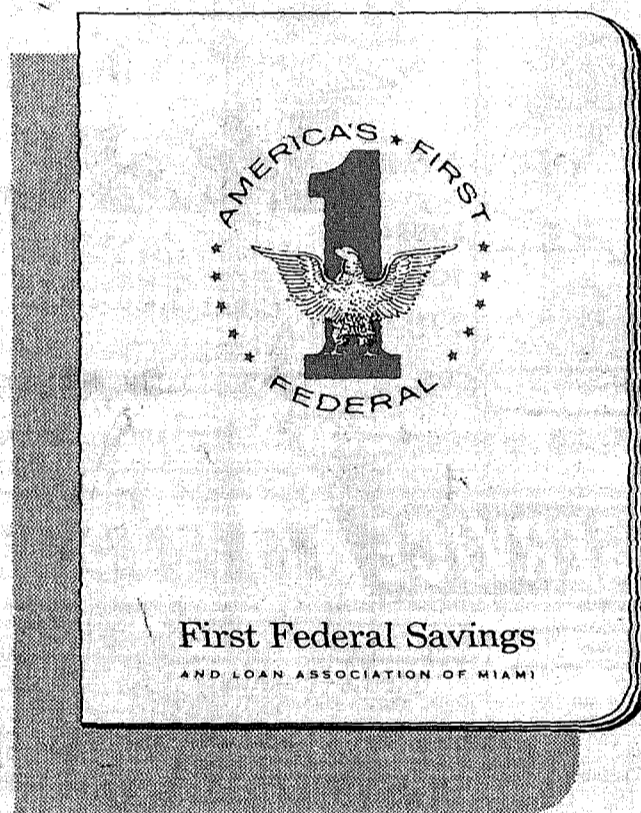 AMERICA'S ★ FIRST
1
FEDERAL
First Federal Savings
AND LOAN ASSOCIATION OF MIAMI